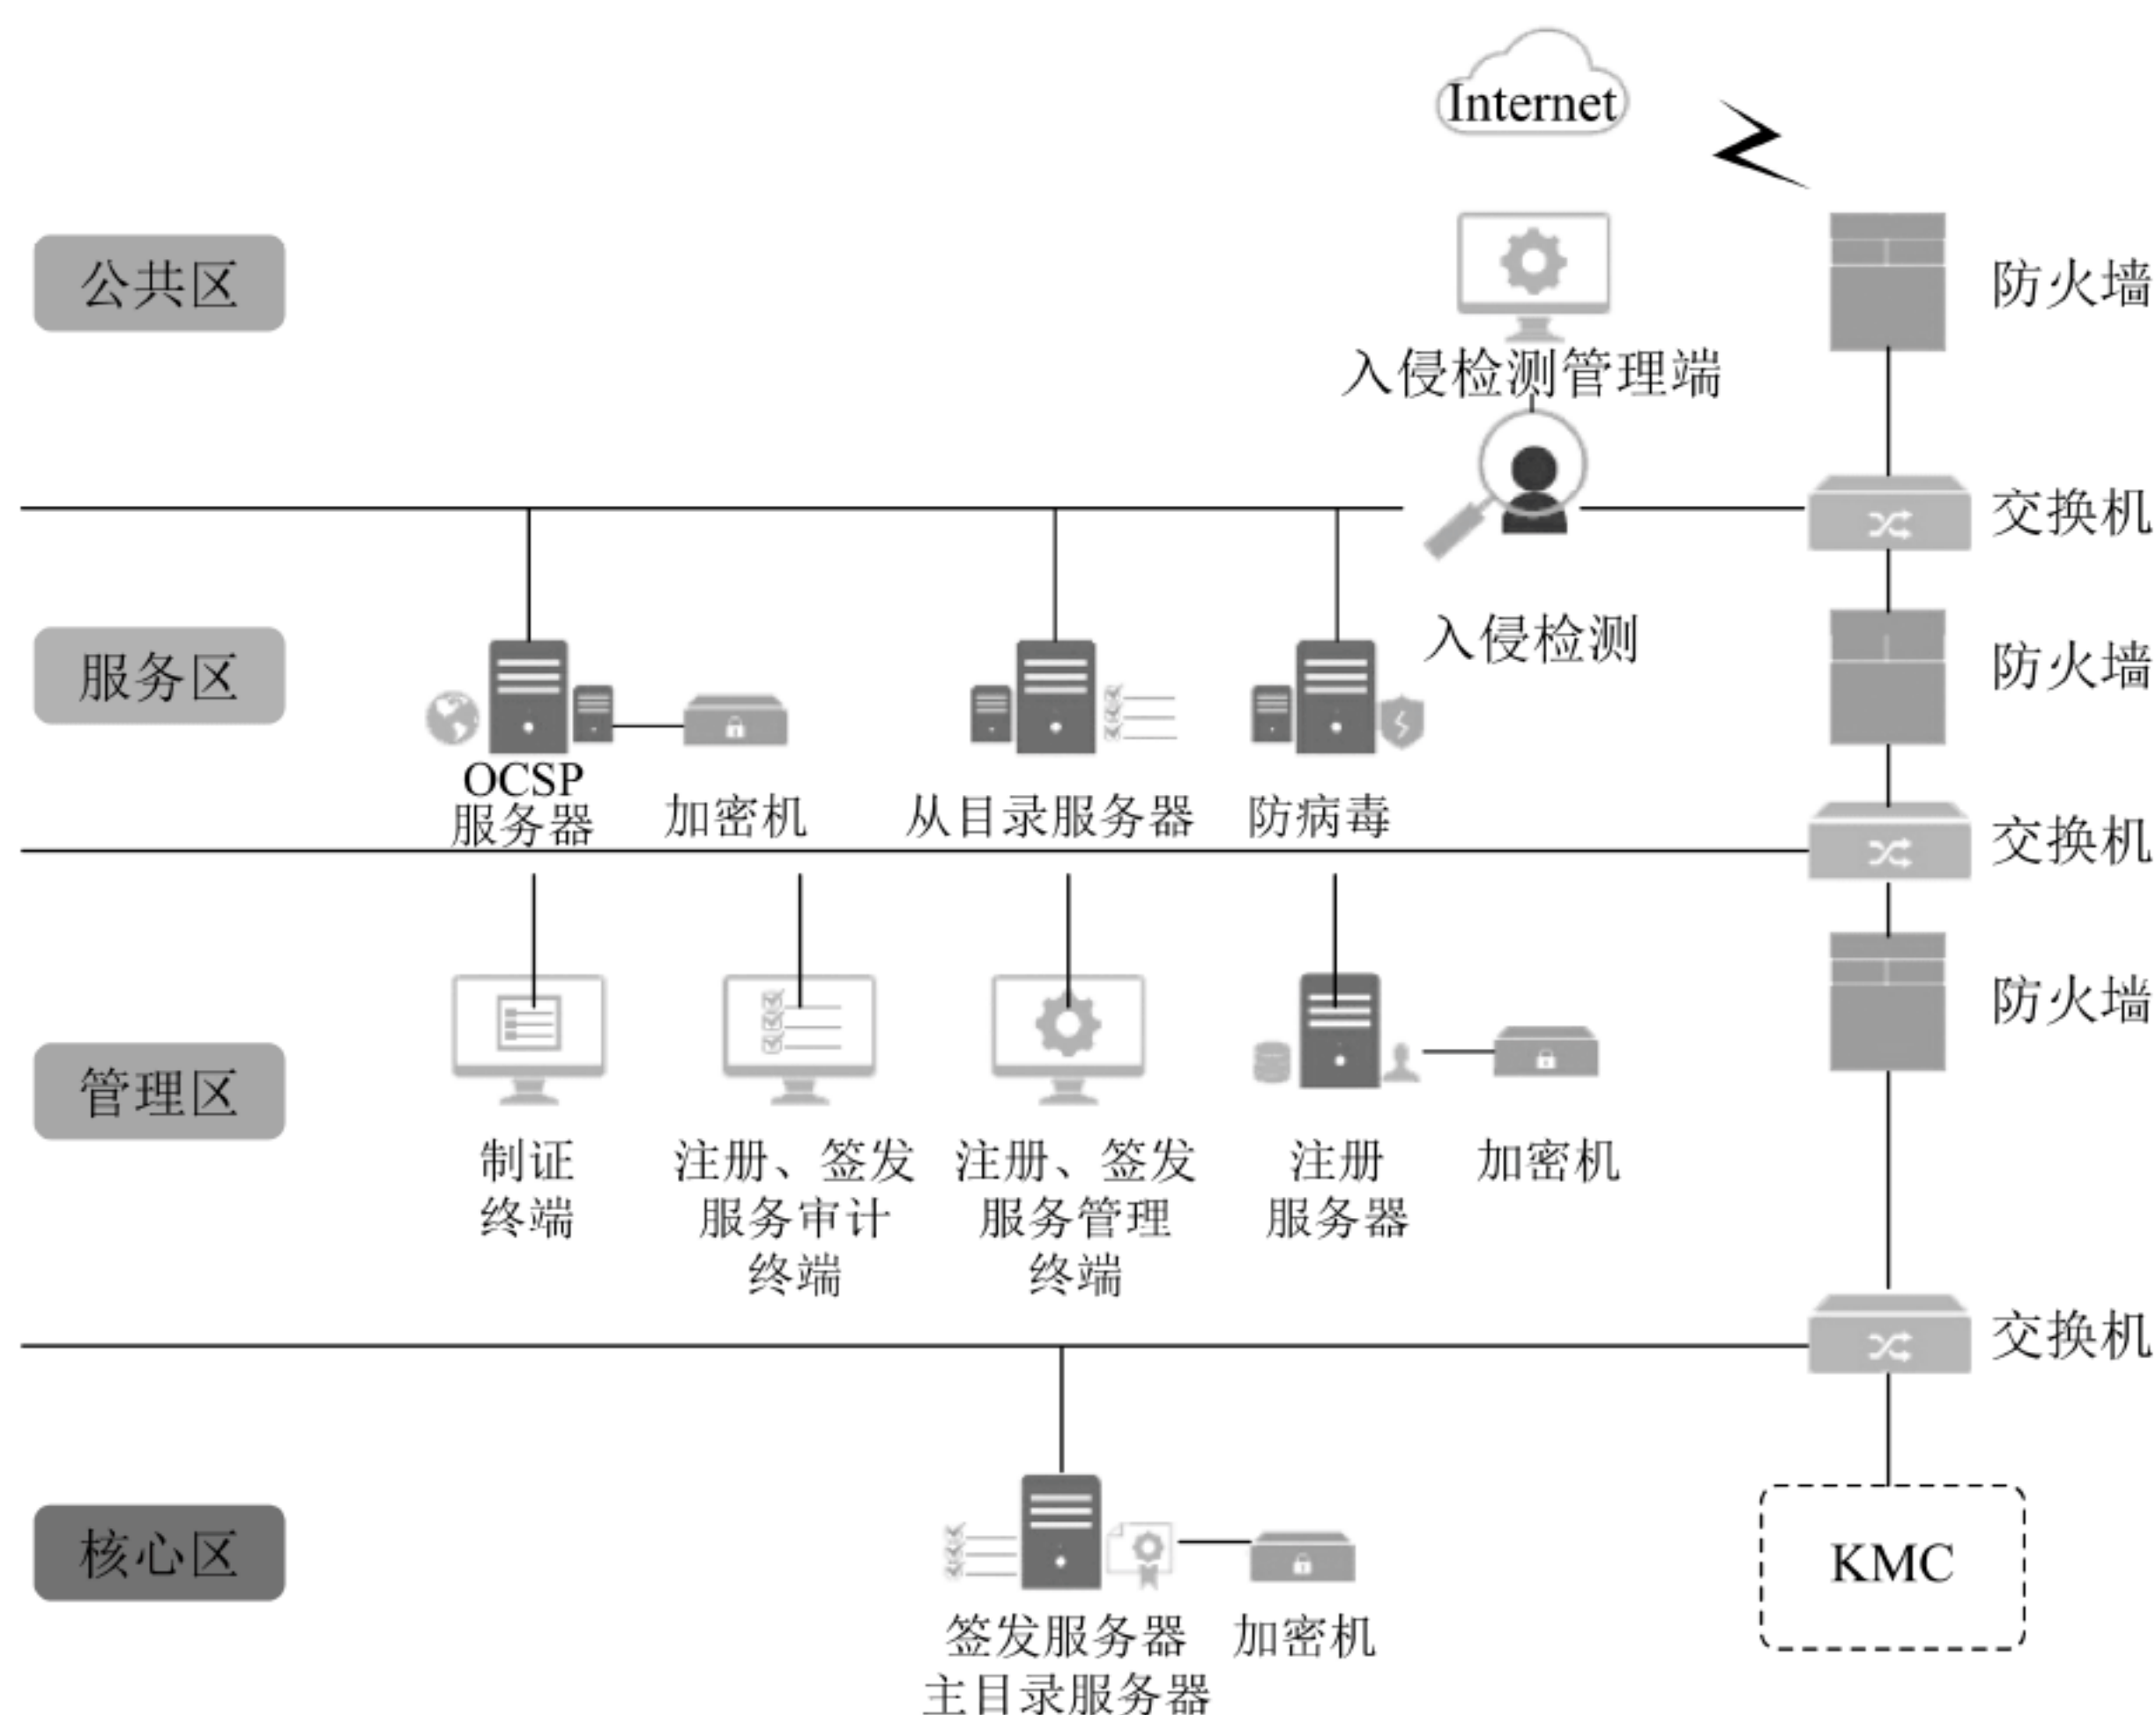 Internet
公共区
防火墙
入侵检测管理端
交换机
服务区
入侵检测
防火墙
OCSP
服务器
加密机
从目录服务器
防病毒
交换机
防火墙
管理区
制证
终端
注册、签发
服务审计
终端
注册、签发
服务管理
终端
注册
服务器
加密机
交换机
核心区
KMC
签发服务器
主目录服务器
加密机